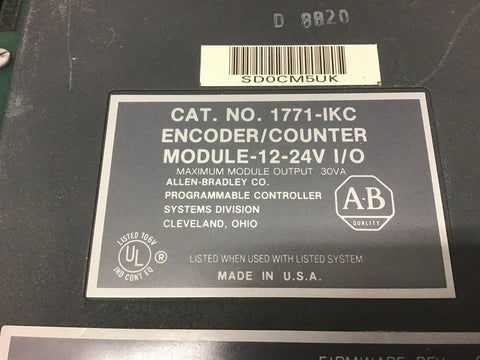 D 8820
SD0CM5UK
CAT. NO. 1771-IKC
ENCODER/COUNTER
MODULE-12-24V I/O
MAXIMUM MODULE OUTPUT 30VA
ALLEN-BRADLEY CO.
PROGRAMMABLE CONTROLLER
SYSTEMS DIVISION
CLEVELAND, OHIO
A-B
QUALITY
LISTED 106V
UL
®
IND CONT EQ
LISTED WHEN USED WITH LISTED SYSTEM
MADE IN U.S.A.
FIRMWARE REV